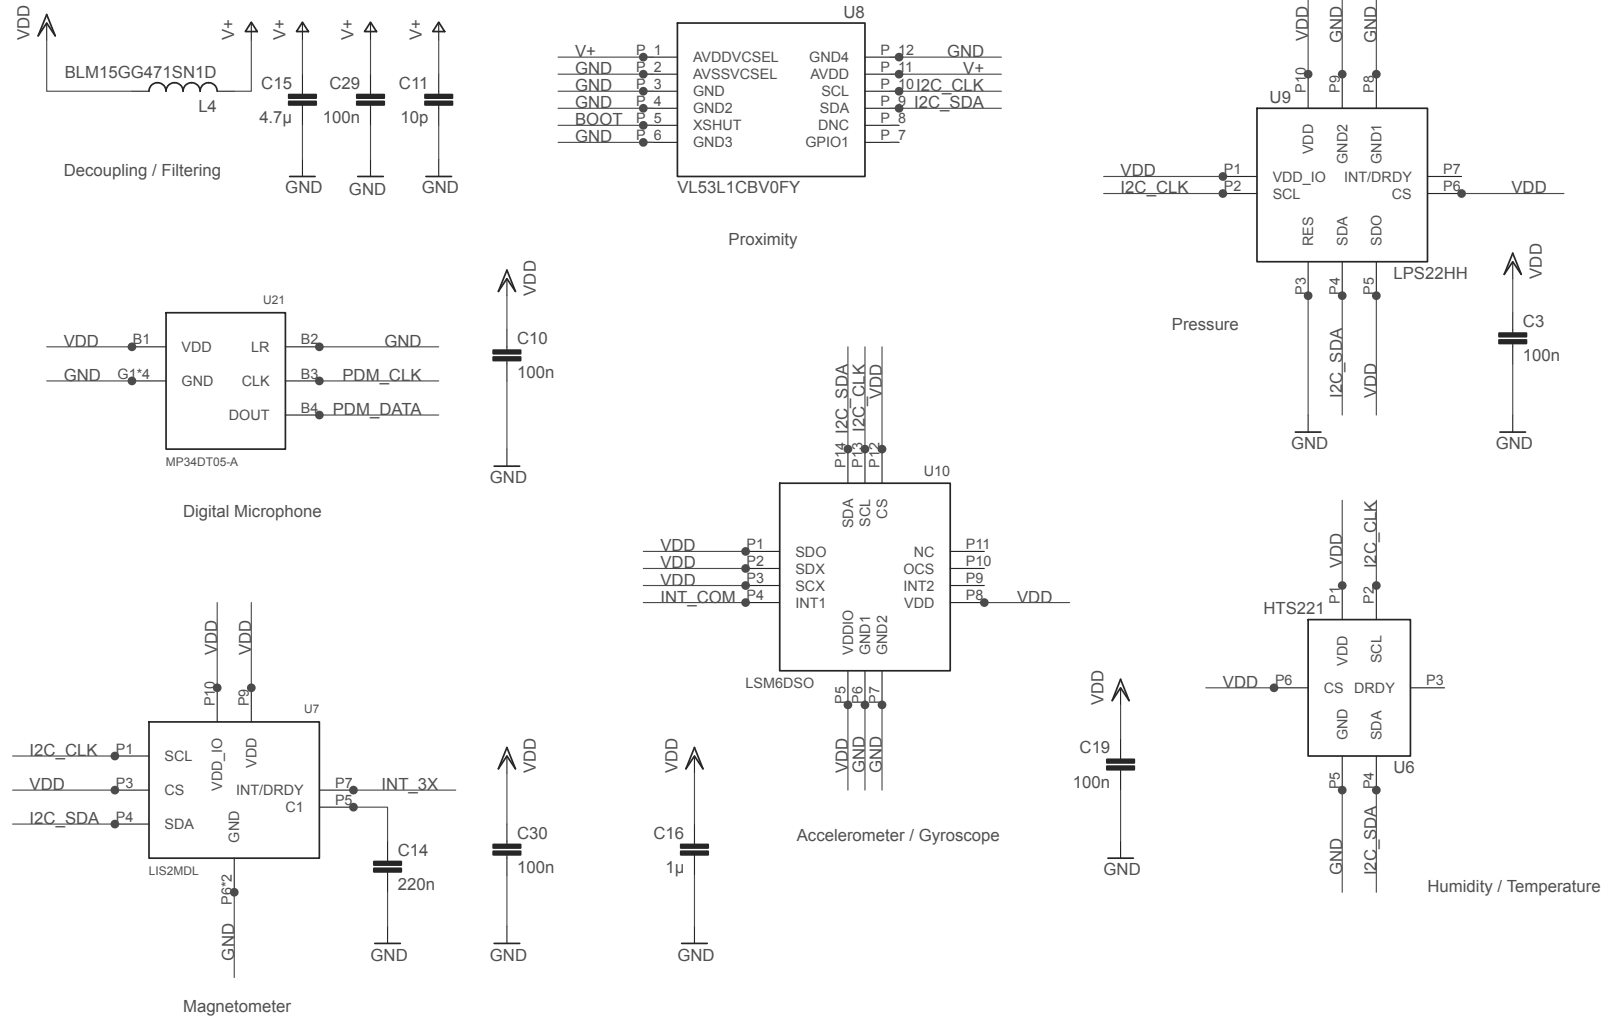 VDD
BLM15GG471SN1D
L4
V+
V+
C15
4.7µ
GND
V+
C29
100n
GND
V+
C11
10p
GND
Decoupling / Filtering
U8
V+ P 1 AVDDVCSEL
GND P 2 AVSSVCSEL
GND P 3 GND
GND P 4 GND2
BOOT P 5 XSHUT
GND P 6 GND3
GND4 P 12 GND
AVDD P 11 V+
SCL P 10 I2C_CLK
SDA P 9 I2C_SDA
DNC P 8
GPIO1 P 7
VL53L1CBV0FY
Proximity
VDD P10 VDD
GND P9 GND2
GND P8 GND1
U9
VDD P1 VDD_IO
I2C_CLK P2 SCL
INT/DRDY P7
CS P6 VDD
RES P3 GND
SDA P4 I2C_SDA
SDO P5 VDD
LPS22HH
Pressure
VDD
C3
100n
GND
U21
VDD B1 VDD
GND G1*4 GND
LR B2 GND
CLK B3 PDM_CLK
DOUT B4 PDM_DATA
MP34DT05-A
Digital Microphone
VDD
C10
100n
GND
I2C_SDA P14 SDA
I2C_CLK P13 SCL
VDD P12 CS
U10
VDD P1 SDO
VDD P2 SDX
VDD P3 SCX
INT_COM P4 INT1
NC P11
OCS P10
INT2 P9
VDD P8 VDD
VDDIO P5 VDD
GND1 P6 GND
GND2 P7 GND
LSM6DSO
Accelerometer / Gyroscope
VDD
C16
1µ
GND
VDD
C19
100n
GND
VDD P1 VDD
I2C_CLK P2 SCL
HTS221
VDD P6 CS
DRDY P3
GND P5 GND
SDA P4 I2C_SDA
U6
Humidity / Temperature
VDD P10 VDD_IO
VDD P9 VDD
U7
I2C_CLK P1 SCL
VDD P3 CS
I2C_SDA P4 SDA
INT/DRDY P7 INT_3X
C1 P5
GND P6*2 GND
LIS2MDL
C14
220n
GND
VDD
C30
100n
GND
Magnetometer